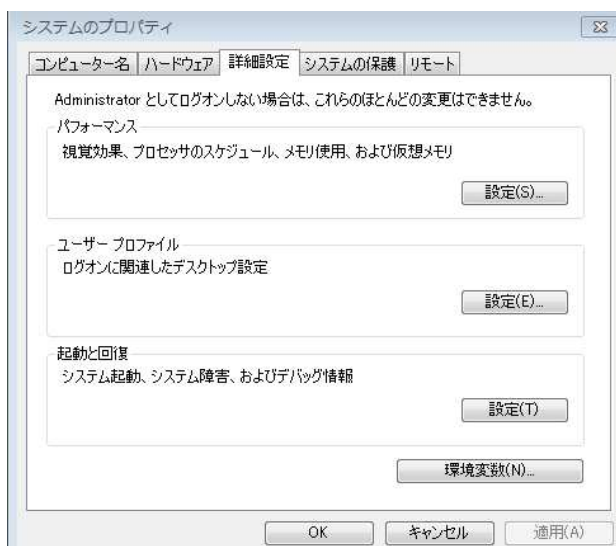 システムのプロパティ
コンピューター名 ハードウェア 詳細設定 システムの保護 リモート
Administrator としてログオンしない場合は、これらのほとんどの変更はできません。
パフォーマンス
視覚効果、プロセッサのスケジュール、メモリ使用、および仮想メモリ
設定(S)...
ユーザー プロファイル
ログオンに関連したデスクトップ設定
設定(E)...
起動と回復
システム起動、システム障害、およびデバッグ情報
設定(T)
環境変数(N)...
OK キャンセル 適用(A)